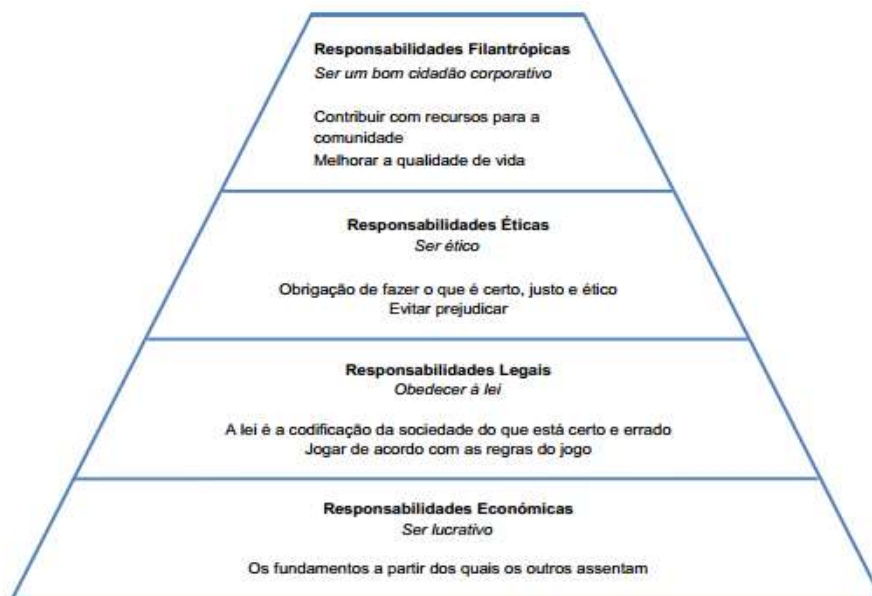 Responsabilidades Filantrópicas
Ser um bom cidadão corporativo
Contribuir com recursos para a
comunidade
Melhorar a qualidade de vida
Responsabilidades Éticas
Ser ético
Obrigação de fazer o que é certo, justo e ético
Evitar prejudicar
Responsabilidades Legais
Obedecer à lei
A lei é a codificação da sociedade do que está certo e errado
Jogar de acordo com as regras do jogo
Responsabilidades Económicas
Ser lucrativo
Os fundamentos a partir dos quais os outros assentam